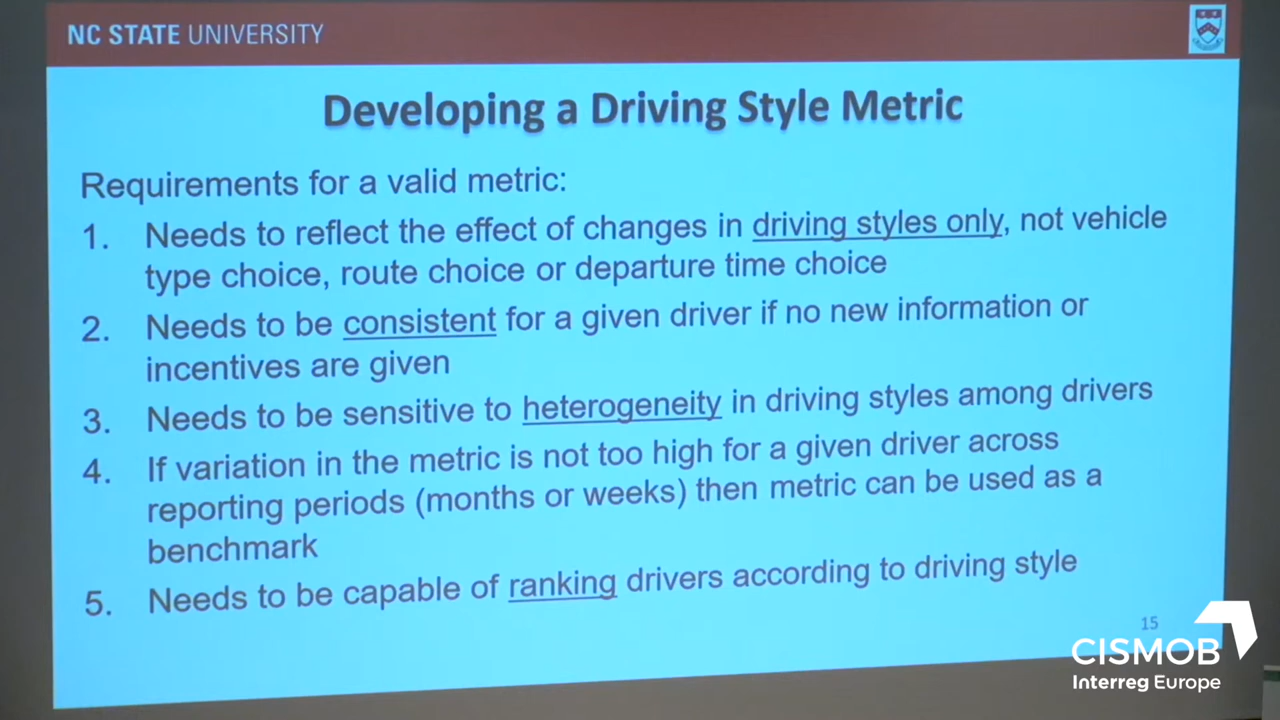 NC STATE UNIVERSITY
Developing a Driving Style Metric
Requirements for a valid metric:
1. Needs to reflect the effect of changes in driving styles only, not vehicle
type choice, route choice or departure time choice
2. Needs to be consistent for a given driver if no new information or
incentives are given
3. Needs to be sensitive to heterogeneity in driving styles among drivers
4. If variation in the metric is not too high for a given driver across
reporting periods (months or weeks) then metric can be used as a
benchmark
5. Needs to be capable of ranking drivers according to driving style
15
CISMOB
Interreg Europe